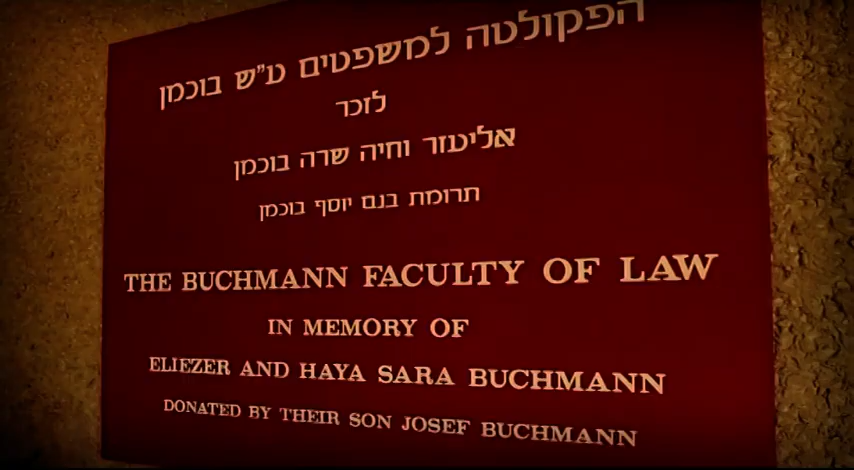 הפקולטה למשפטים ע"ש בוכמן
לזכר
אליעזר וחיה שרה בוכמן
תרומת בנם יוסף בוכמן
THE BUCHMANN FACULTY OF LAW
IN MEMORY OF
ELIEZER AND HAYA SARA BUCHMANN
DONATED BY THEIR SON JOSEF BUCHMANN